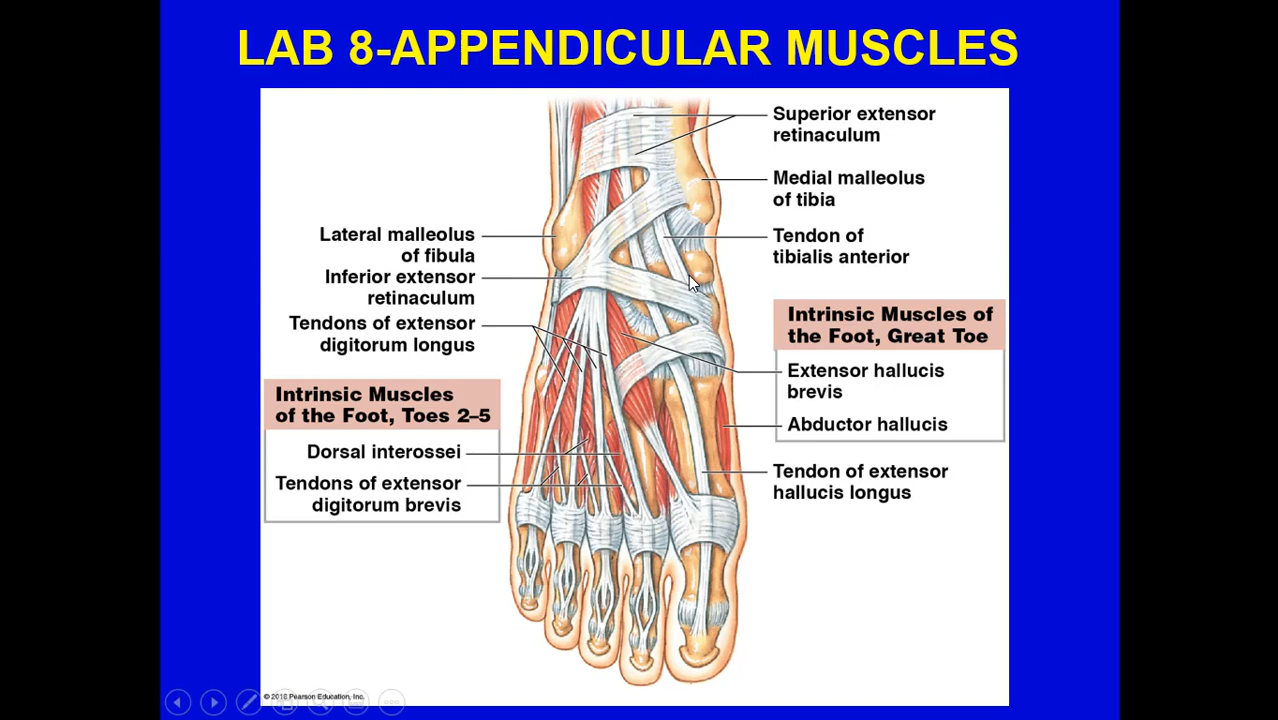 LAB 8-APPENDICULAR MUSCLES
Superior extensor
retinaculum
Medial malleolus
of tibia
Tendon of
tibialis anterior
Lateral malleolus
of fibula
Inferior extensor
retinaculum
Tendons of extensor
digitorum longus
Intrinsic Muscles of
the Foot, Great Toe
Extensor hallucis
brevis
Abductor hallucis
Tendon of extensor
hallucis longus
Intrinsic Muscles
of the Foot, Toes 2–5
Dorsal interossei
Tendons of extensor
digitorum brevis
© 2018 Pearson Education, Inc.